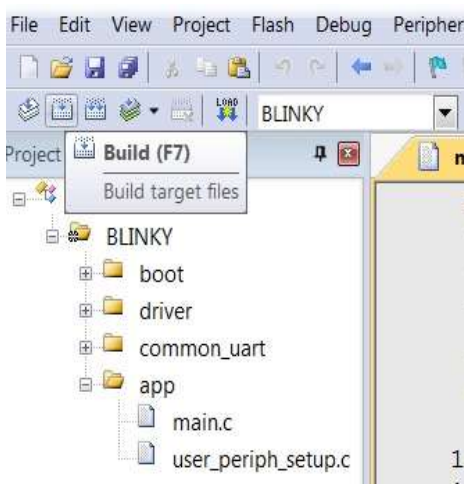 File Edit View Project Flash Debug Peripher
LOAD BLINKY
Project Build (F7)
Build target files
BLINKY
boot
driver
common_uart
app
main.c
user_periph_setup.c
1